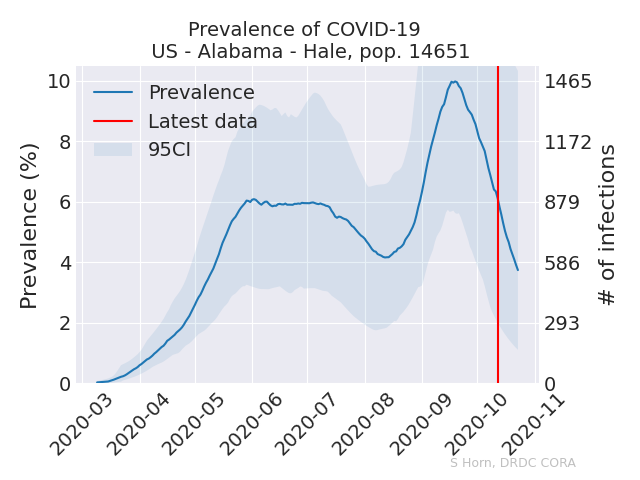 Prevalence of COVID-19
US - Alabama - Hale, pop. 14651
Prevalence (%)
10
8
6
4
2
0
Prevalence
Latest data
95CI
1465
1172
879
586
293
0
# of infections
2020-03
2020-04
2020-05
2020-06
2020-07
2020-08
2020-09
2020-10
2020-11
S Horn, DRDC CORA